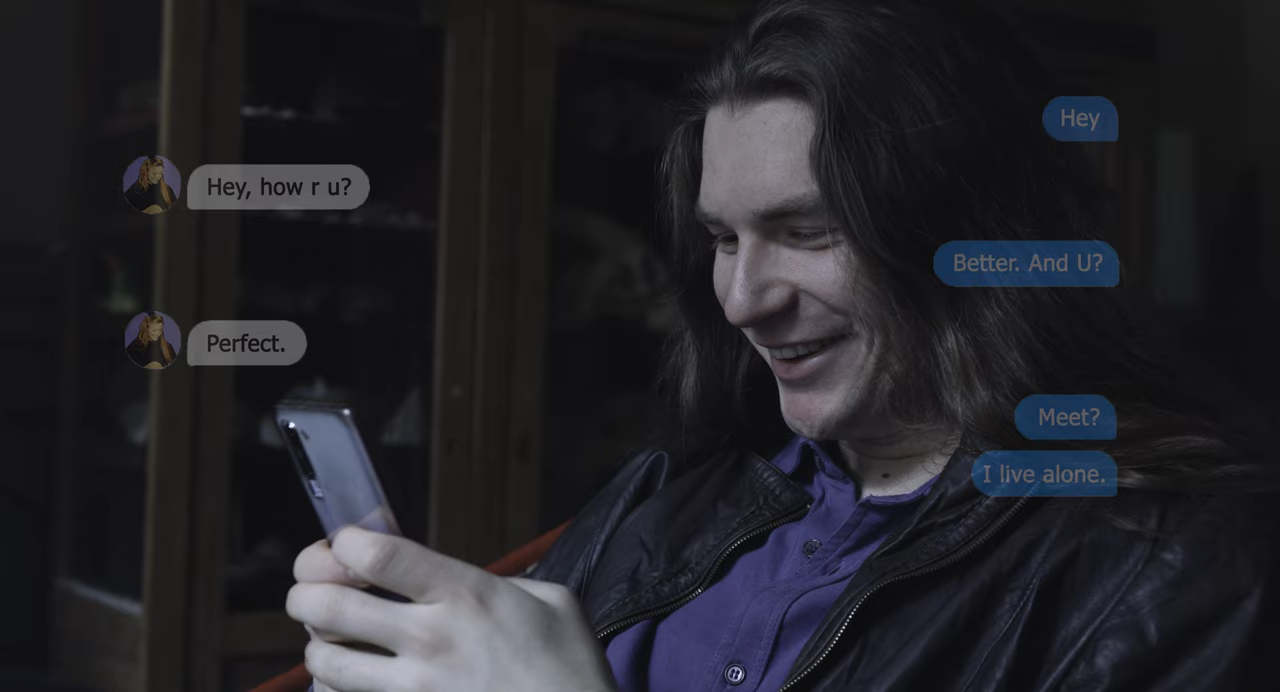 Hey
Hey, how r u?
Better. And U?
Perfect.
Meet?
I live alone.